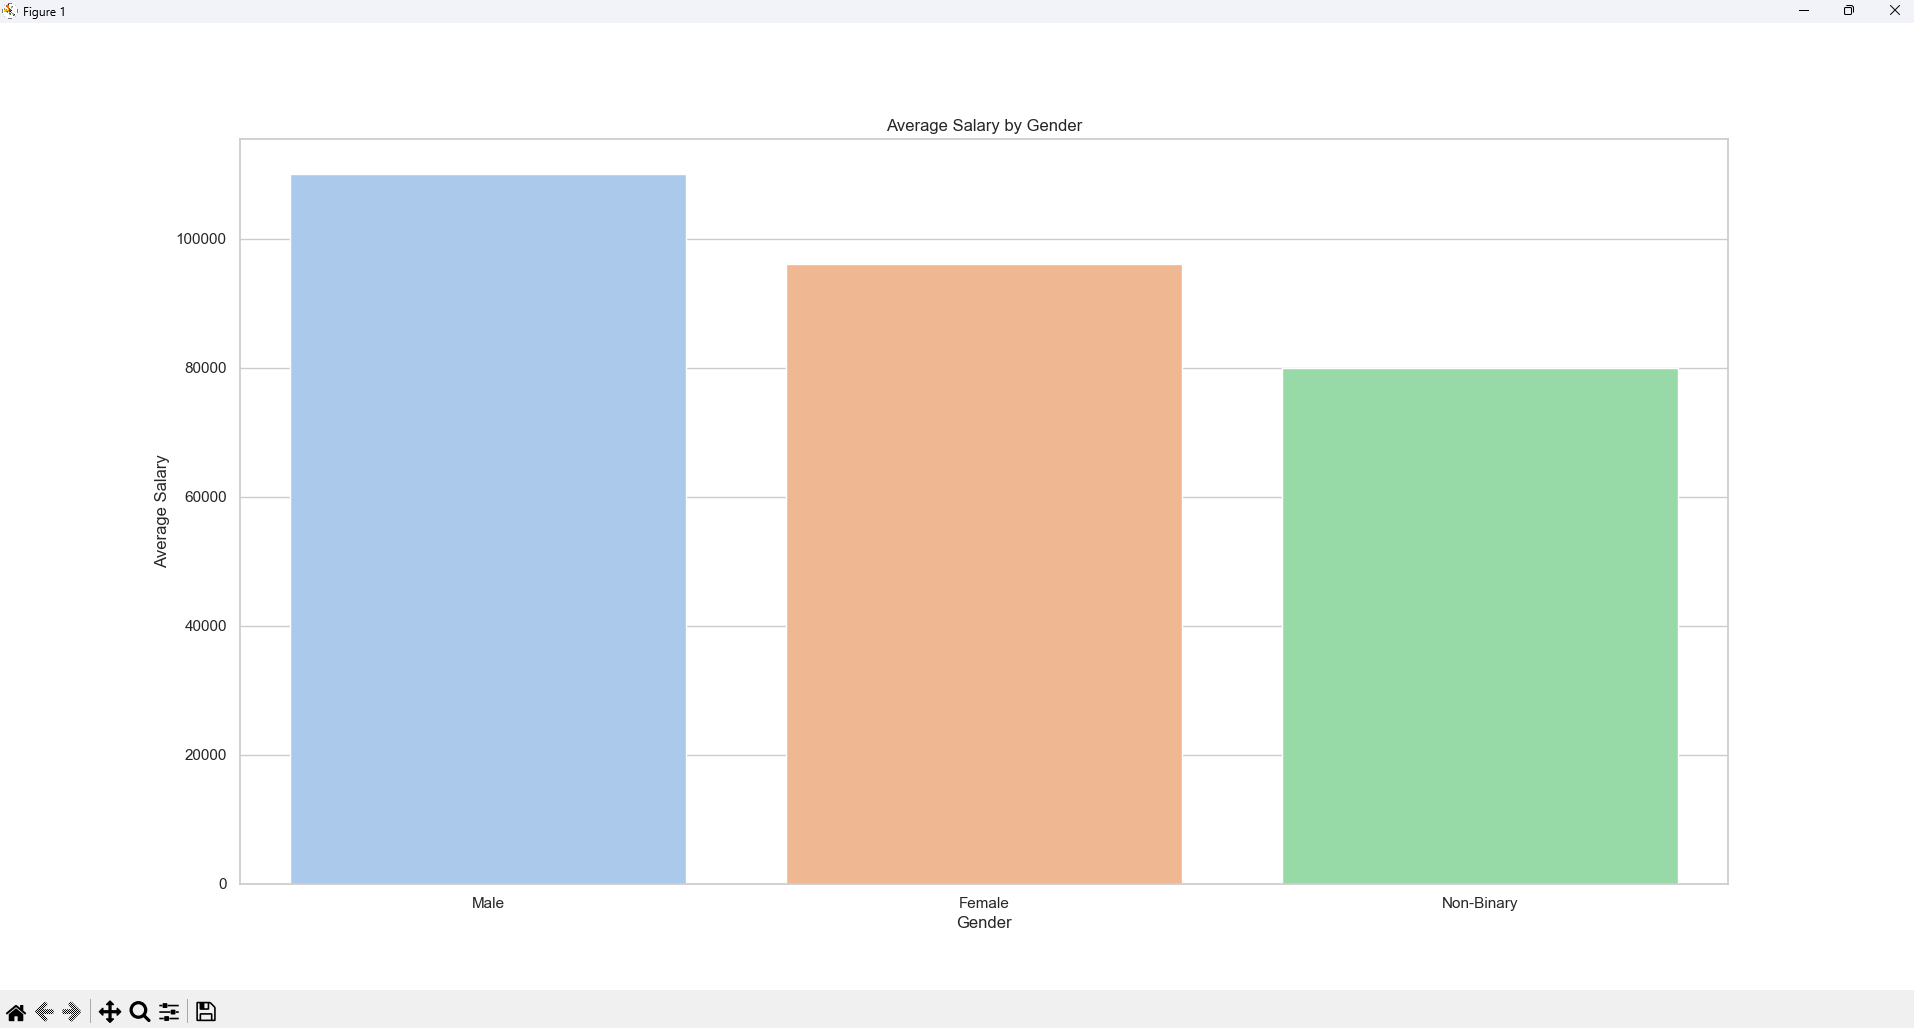 Figure 1
Average Salary by Gender
100000
80000
60000
40000
20000
0
Average Salary
Male
Female
Non-Binary
Gender